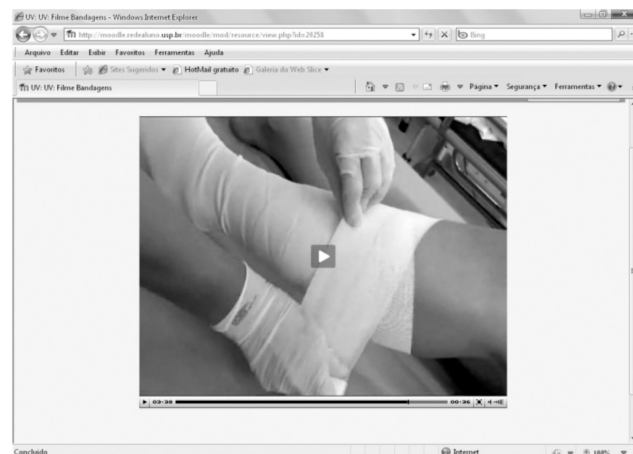 UV: UV: Filme Bandagens - Windows Internet Explorer
http://moodle.redealuno.usp.br/moodle/mod/resource/view.php?id=28258
Bing
Arquivo Editar Exibir Favoritos Ferramentas Ajuda
Favoritos Sites Sugeridos HotMail gratuito Galeria do Web Slice
UV: UV: Filme Bandagens
Página Segurança Ferramentas
03:39 00:36
Concluído Internet 144%